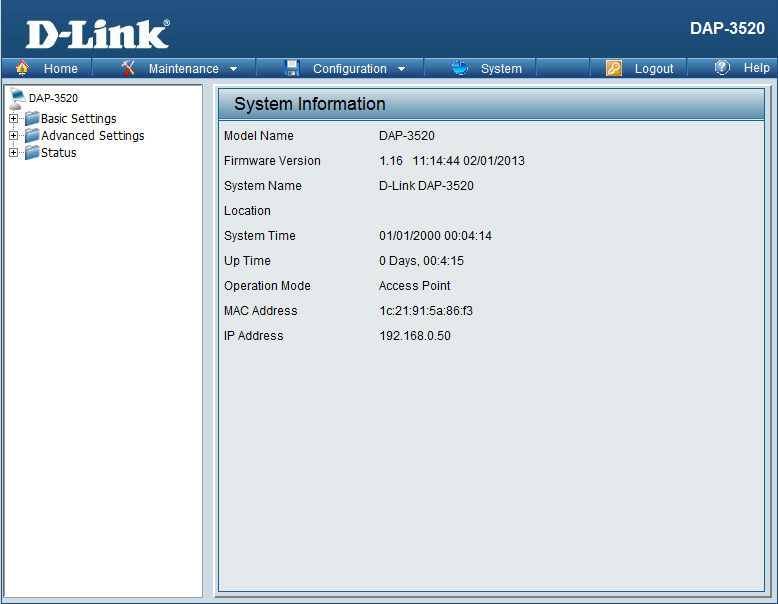 D-Link®
DAP-3520
Home Maintenance Configuration System Logout Help
DAP-3520
Basic Settings
Advanced Settings
Status
System Information
Model Name DAP-3520
Firmware Version 1.16 11:14:44 02/01/2013
System Name D-Link DAP-3520
Location
System Time 01/01/2000 00:04:14
Up Time 0 Days, 00:4:15
Operation Mode Access Point
MAC Address 1c:21:91:5a:86:f3
IP Address 192.168.0.50